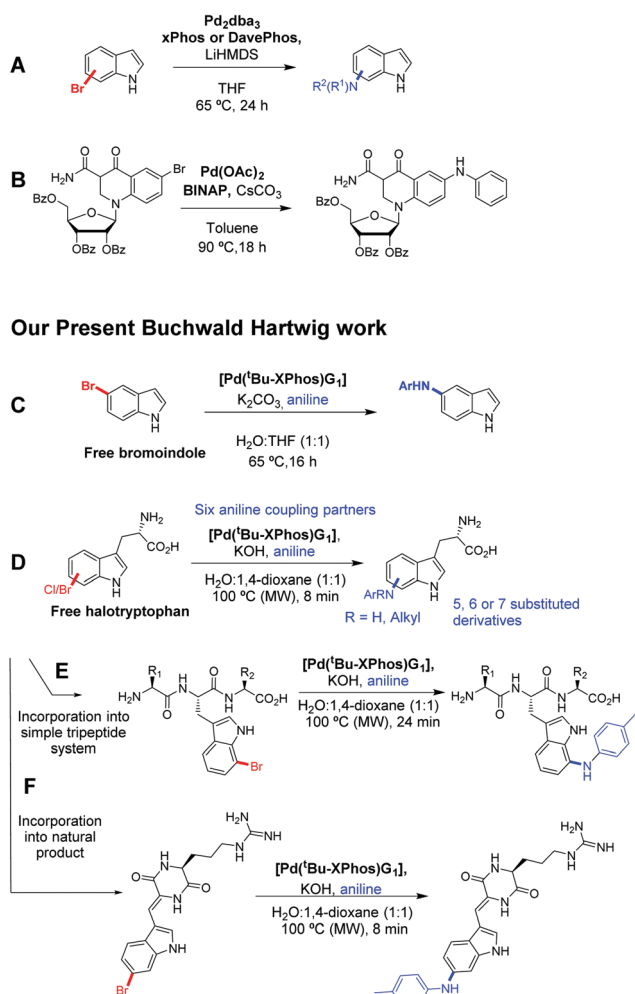 A
Br
N
H
Pd2dba3
xPhos or DavePhos,
LiHMDS
THF
65 ºC, 24 h
R2(R1)N
N
H
B
O
O
H2N
Br
N
BzO
O
OBz
OBz
Pd(OAc)2
BINAP, CsCO3
Toluene
90 ºC,18 h
O
O
H2N
H
N
N
BzO
O
OBz
OBz
Our Present Buchwald Hartwig work
C
Br
N
H
Free bromoindole
[Pd(tBu-XPhos)G1]
K2CO3, aniline
H2O:THF (1:1)
65 ºC,16 h
ArHN
N
H
D
NH2
CO2H
Cl/Br
N
H
Free halotryptophan
Six aniline coupling partners
[Pd(tBu-XPhos)G1],
KOH, aniline
H2O:1,4-dioxane (1:1)
100 ºC (MW), 8 min
NH2
CO2H
ArRN
N
H
R = H, Alkyl
5, 6 or 7 substituted
derivatives
E
Incorporation into
simple tripeptide
system
R1
H2N
O
H
N
O
N
H
R2
CO2H
NH
Br
[Pd(tBu-XPhos)G1],
KOH, aniline
H2O:1,4-dioxane (1:1)
100 ºC (MW), 24 min
R1
H2N
O
H
N
O
N
H
R2
CO2H
NH
N
H
F
Incorporation
into natural
product
H2N
NH
N
H
HN
O
O
NH
NH
Br
[Pd(tBu-XPhos)G1],
KOH, aniline
H2O:1,4-dioxane (1:1)
100 ºC (MW), 8 min
H2N
NH
N
H
HN
O
O
NH
NH
N
H